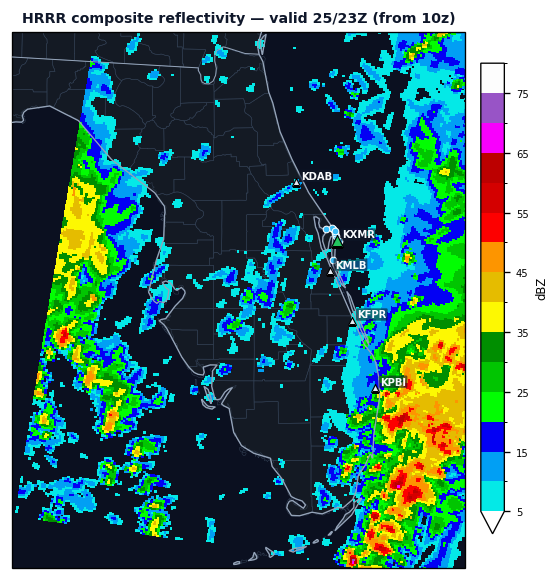 HRRR composite reflectivity — valid 25/23Z (from 10z)
KDAB
KXMR
KMLB
KFPR
KPBI
75
65
55
45
35
25
15
5
dBZ